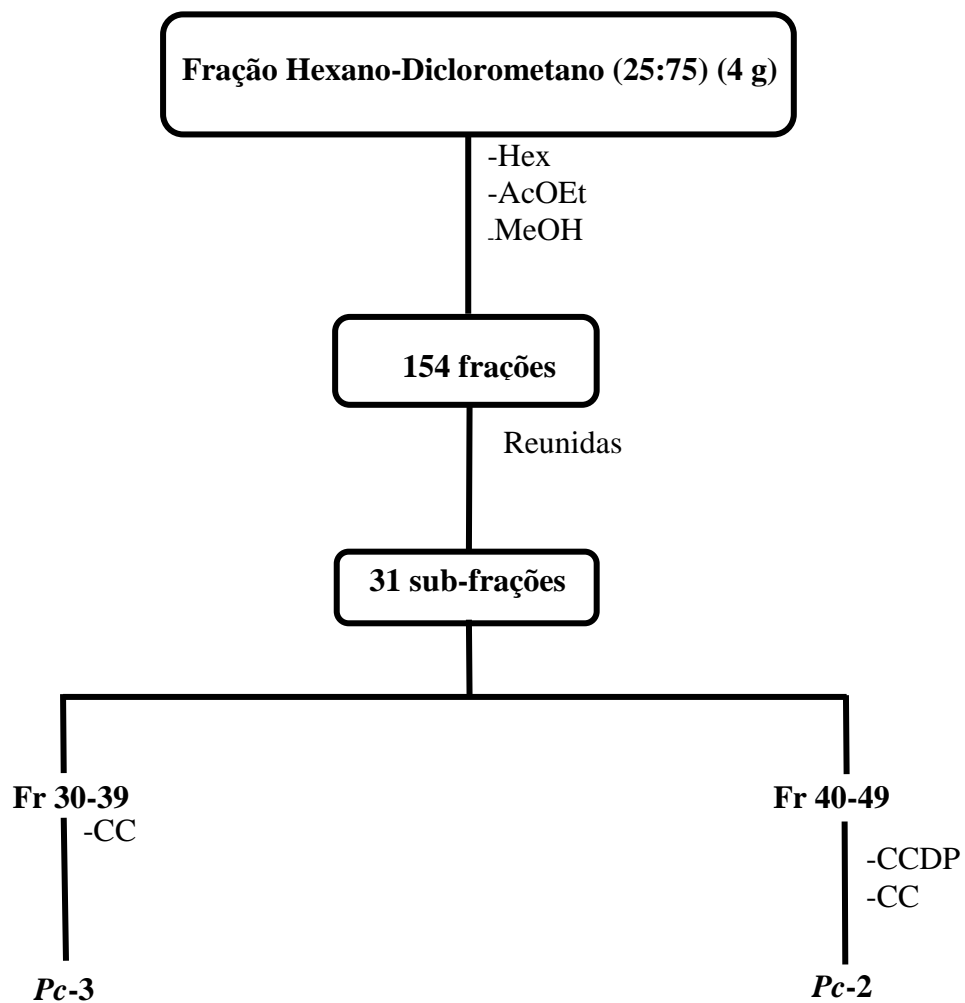 Fração Hexano-Diclorometano (25:75) (4 g)
-Hex
-AcOEt
-MeOH
154 frações
Reunidas
31 sub-frações
Fr 30-39
-CC
Pc-3
Fr 40-49
-CCDP
-CC
Pc-2